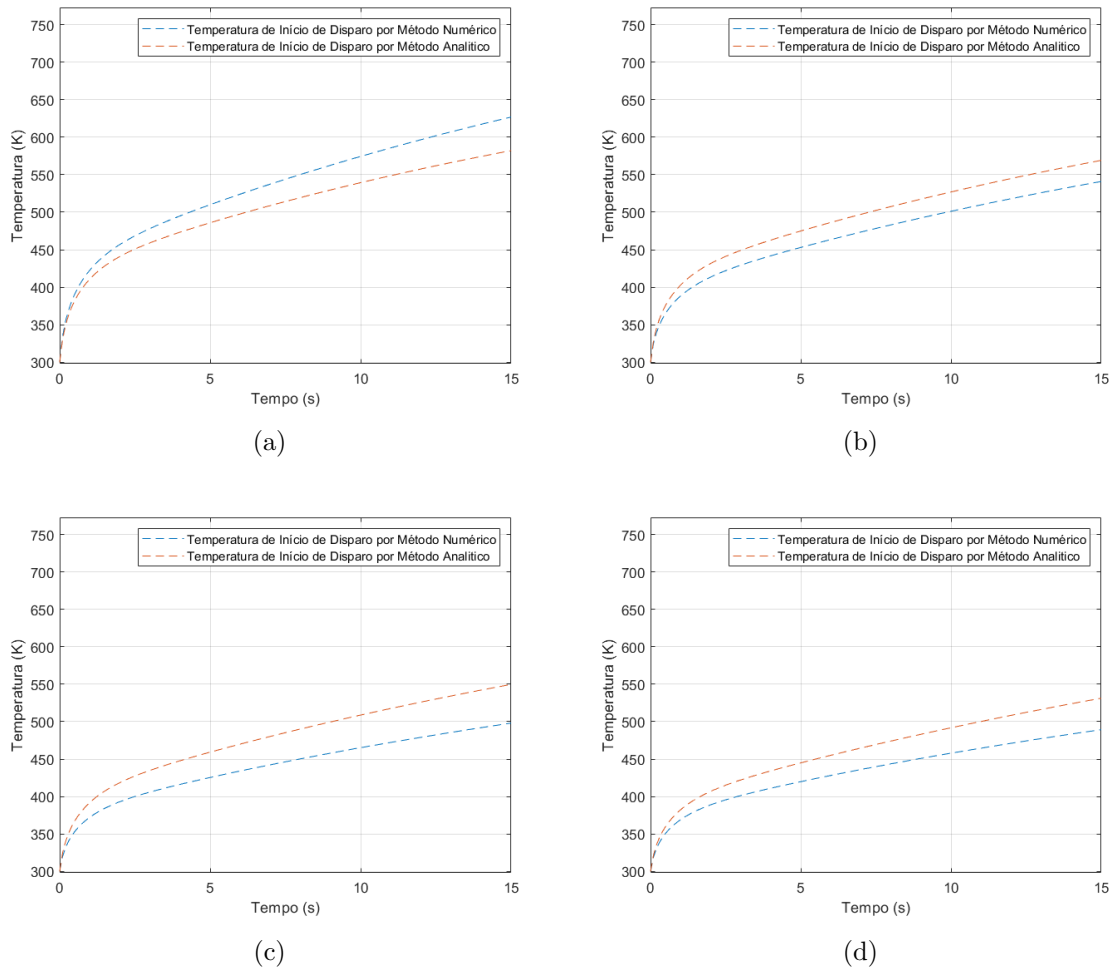 Temperatura de Início de Disparo por Método Numérico
Temperatura de Início de Disparo por Método Analitico
750
700
650
600
550
500
450
400
350
300
0
5
10
15
Temperatura (K)
Tempo (s)
(a)
Temperatura de Início de Disparo por Método Numérico
Temperatura de Início de Disparo por Método Analitico
750
700
650
600
550
500
450
400
350
300
0
5
10
15
Temperatura (K)
Tempo (s)
(b)
Temperatura de Início de Disparo por Método Numérico
Temperatura de Início de Disparo por Método Analitico
750
700
650
600
550
500
450
400
350
300
0
5
10
15
Temperatura (K)
Tempo (s)
(c)
Temperatura de Início de Disparo por Método Numérico
Temperatura de Início de Disparo por Método Analitico
750
700
650
600
550
500
450
400
350
300
0
5
10
15
Temperatura (K)
Tempo (s)
(d)